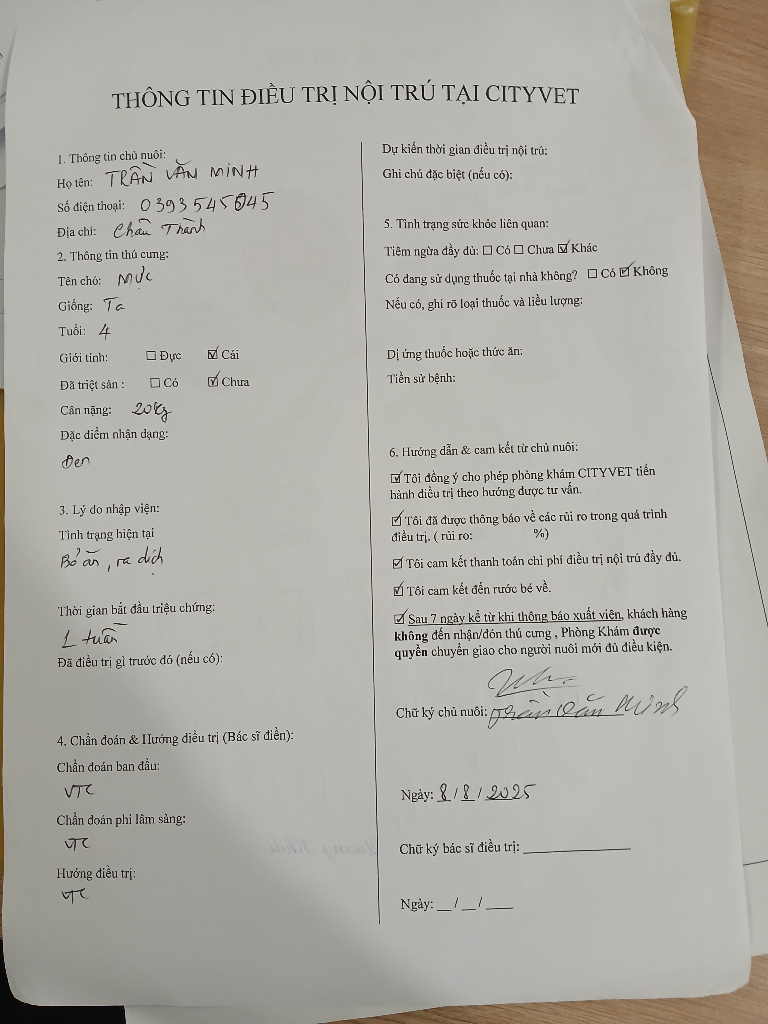 THÔNG TIN ĐIỀU TRỊ NỘI TRÚ TẠI CITYVET
1. Thông tin chủ nuôi:
Họ tên: TRẦN VĂN MINH
Số điện thoại: 0393545045
Địa chỉ: Châu Thành
2. Thông tin thú cưng:
Tên chó: Mực
Giống: Ta
Tuổi: 4
Giới tính: ☐ Đực ☑ Cái
Đã triệt sản : ☐ Có ☑ Chưa
Cân nặng: 20kg
Đặc điểm nhận dạng:
Đen
3. Lý do nhập viện:
Tình trạng hiện tại
Bỏ ăn, ra dịch
Thời gian bắt đầu triệu chứng:
1 tuần
Đã điều trị gì trước đó (nếu có):
4. Chẩn đoán & Hướng điều trị (Bác sĩ điền):
Chẩn đoán ban đầu:
VTC
Chẩn đoán phi lâm sàng:
VTC
Hướng điều trị:
VTC
Dự kiến thời gian điều trị nội trú:
Ghi chú đặc biệt (nếu có):
5. Tình trạng sức khỏe liên quan:
Tiêm ngừa đầy đủ: ☐ Có ☐ Chưa ☑ Khác
Có đang sử dụng thuốc tại nhà không? ☐ Có ☑ Không
Nếu có, ghi rõ loại thuốc và liều lượng:
Dị ứng thuốc hoặc thức ăn:
Tiền sử bệnh:
6. Hướng dẫn & cam kết từ chủ nuôi:
☑ Tôi đồng ý cho phép phòng khám CITYVET tiến
hành điều trị theo hướng được tư vấn.
☑ Tôi đã được thông báo về các rủi ro trong quá trình
điều trị. ( rủi ro: %)
☑ Tôi cam kết thanh toán chi phí điều trị nội trú đầy đủ.
☑ Tôi cam kết đến rước bé về.
☑ Sau 7 ngày kể từ khi thông báo xuất viện, khách hàng
không đến nhận/đón thú cưng , Phòng Khám được
quyền chuyển giao cho người nuôi mới đủ điều kiện.
Chữ ký chủ nuôi: Trần Văn Minh
Ngày: 8/8/2025
Chữ ký bác sĩ điều trị: ____________
Ngày: __/__/____